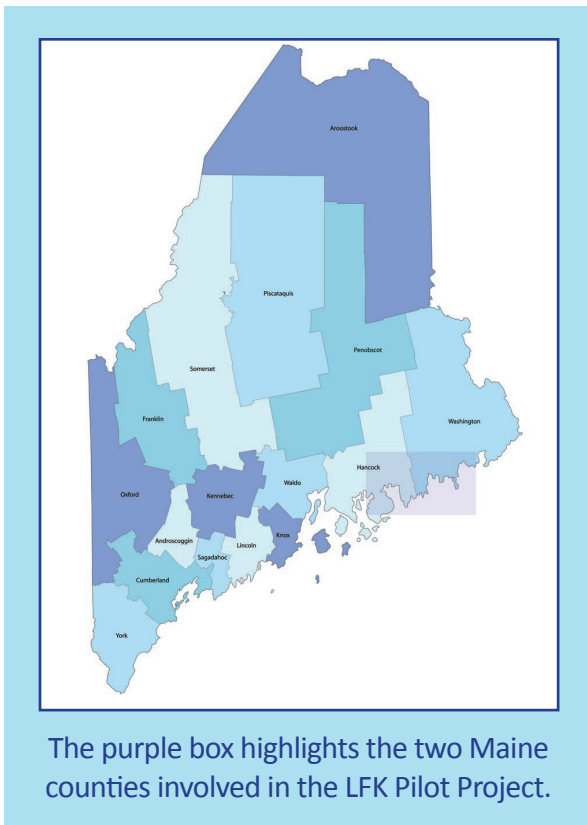 Aroostook
Piscataquis
Penobscot
Somerset
Washington
Franklin
Hancock
Waldo
Oxford
Kennebec
Knox
Androscoggin
Lincoln
Sagadahoc
Cumberland
York
The purple box highlights the two Maine
counties involved in the LFK Pilot Project.